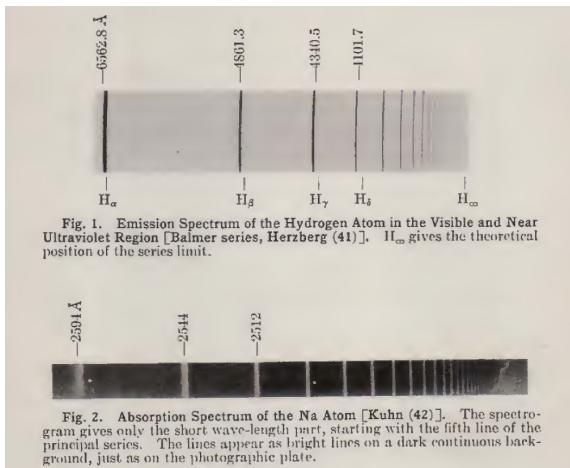 —6562.8 Å
—4861.3
—4340.5
—4101.7
Hα
Hβ
Hγ
Hδ
H∞
Fig. 1. Emission Spectrum of the Hydrogen Atom in the Visible and Near
Ultraviolet Region [Balmer series, Herzberg (41)]. H∞ gives the theoretical
position of the series limit.
—2594 Å
—2544
—2512
Fig. 2. Absorption Spectrum of the Na Atom [Kuhn (42)]. The spectro-
gram gives only the short wave-length part, starting with the fifth line of the
principal series. The lines appear as bright lines on a dark continuous back-
ground, just as on the photographic plate.